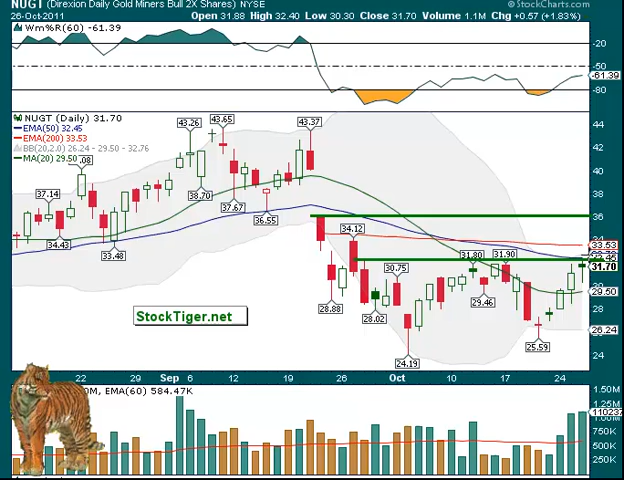 NUGT (Direxion Daily Gold Miners Bull 2X Shares) NYSE
© StockCharts.com
26-Oct-2011
Open 31.88 High 32.40 Low 30.30 Close 31.70 Volume 1.1M Chg +0.57 (+1.83%)
Wm%R(60) -61.39
-20
-50
-61.39
-80
NUGT (Daily) 31.70
EMA(50) 32.45
EMA(200) 33.53
BB(20,2.0) 26.24 - 29.50 - 32.76
MA(20) 29.50
.08
43.26
43.65
43.37
37.14
34.43
33.48
38.70
37.67
36.55
34.12
28.88
30.75
28.02
24.19
31.80
31.90
29.46
25.59
44
42
40
38
36
34
33.53
31.70
29.50
28
26.24
24
StockTiger.net
22 29 Sep 6 12 19 26 Oct 10 17 24
M, EMA(60) 584.47K
1.50M
1.25M
750K
500K
250K